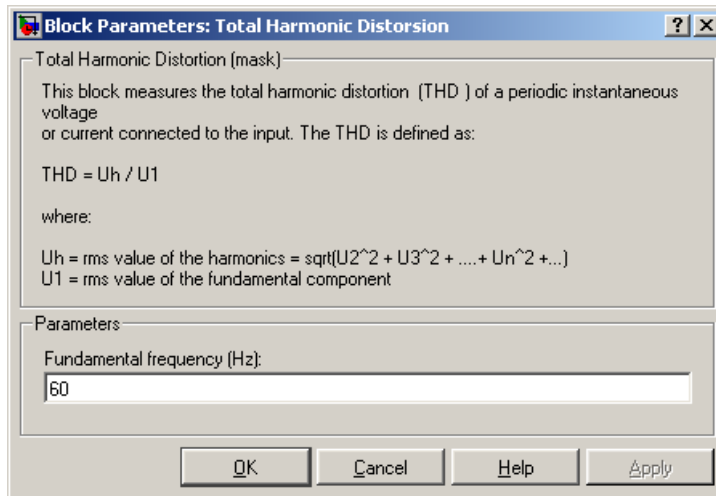 Block Parameters: Total Harmonic Distorsion
Total Harmonic Distortion (mask)
This block measures the total harmonic distortion  (THD ) of a periodic instantaneous
voltage
or current connected to the input. The THD is defined as:
THD = Uh / U1
where:
Uh = rms value of the harmonics = sqrt(U2^2 + U3^2 + ....+ Un^2 +...)
U1 = rms value of the fundamental component
Parameters
Fundamental frequency (Hz):
60
OK Cancel Help Apply